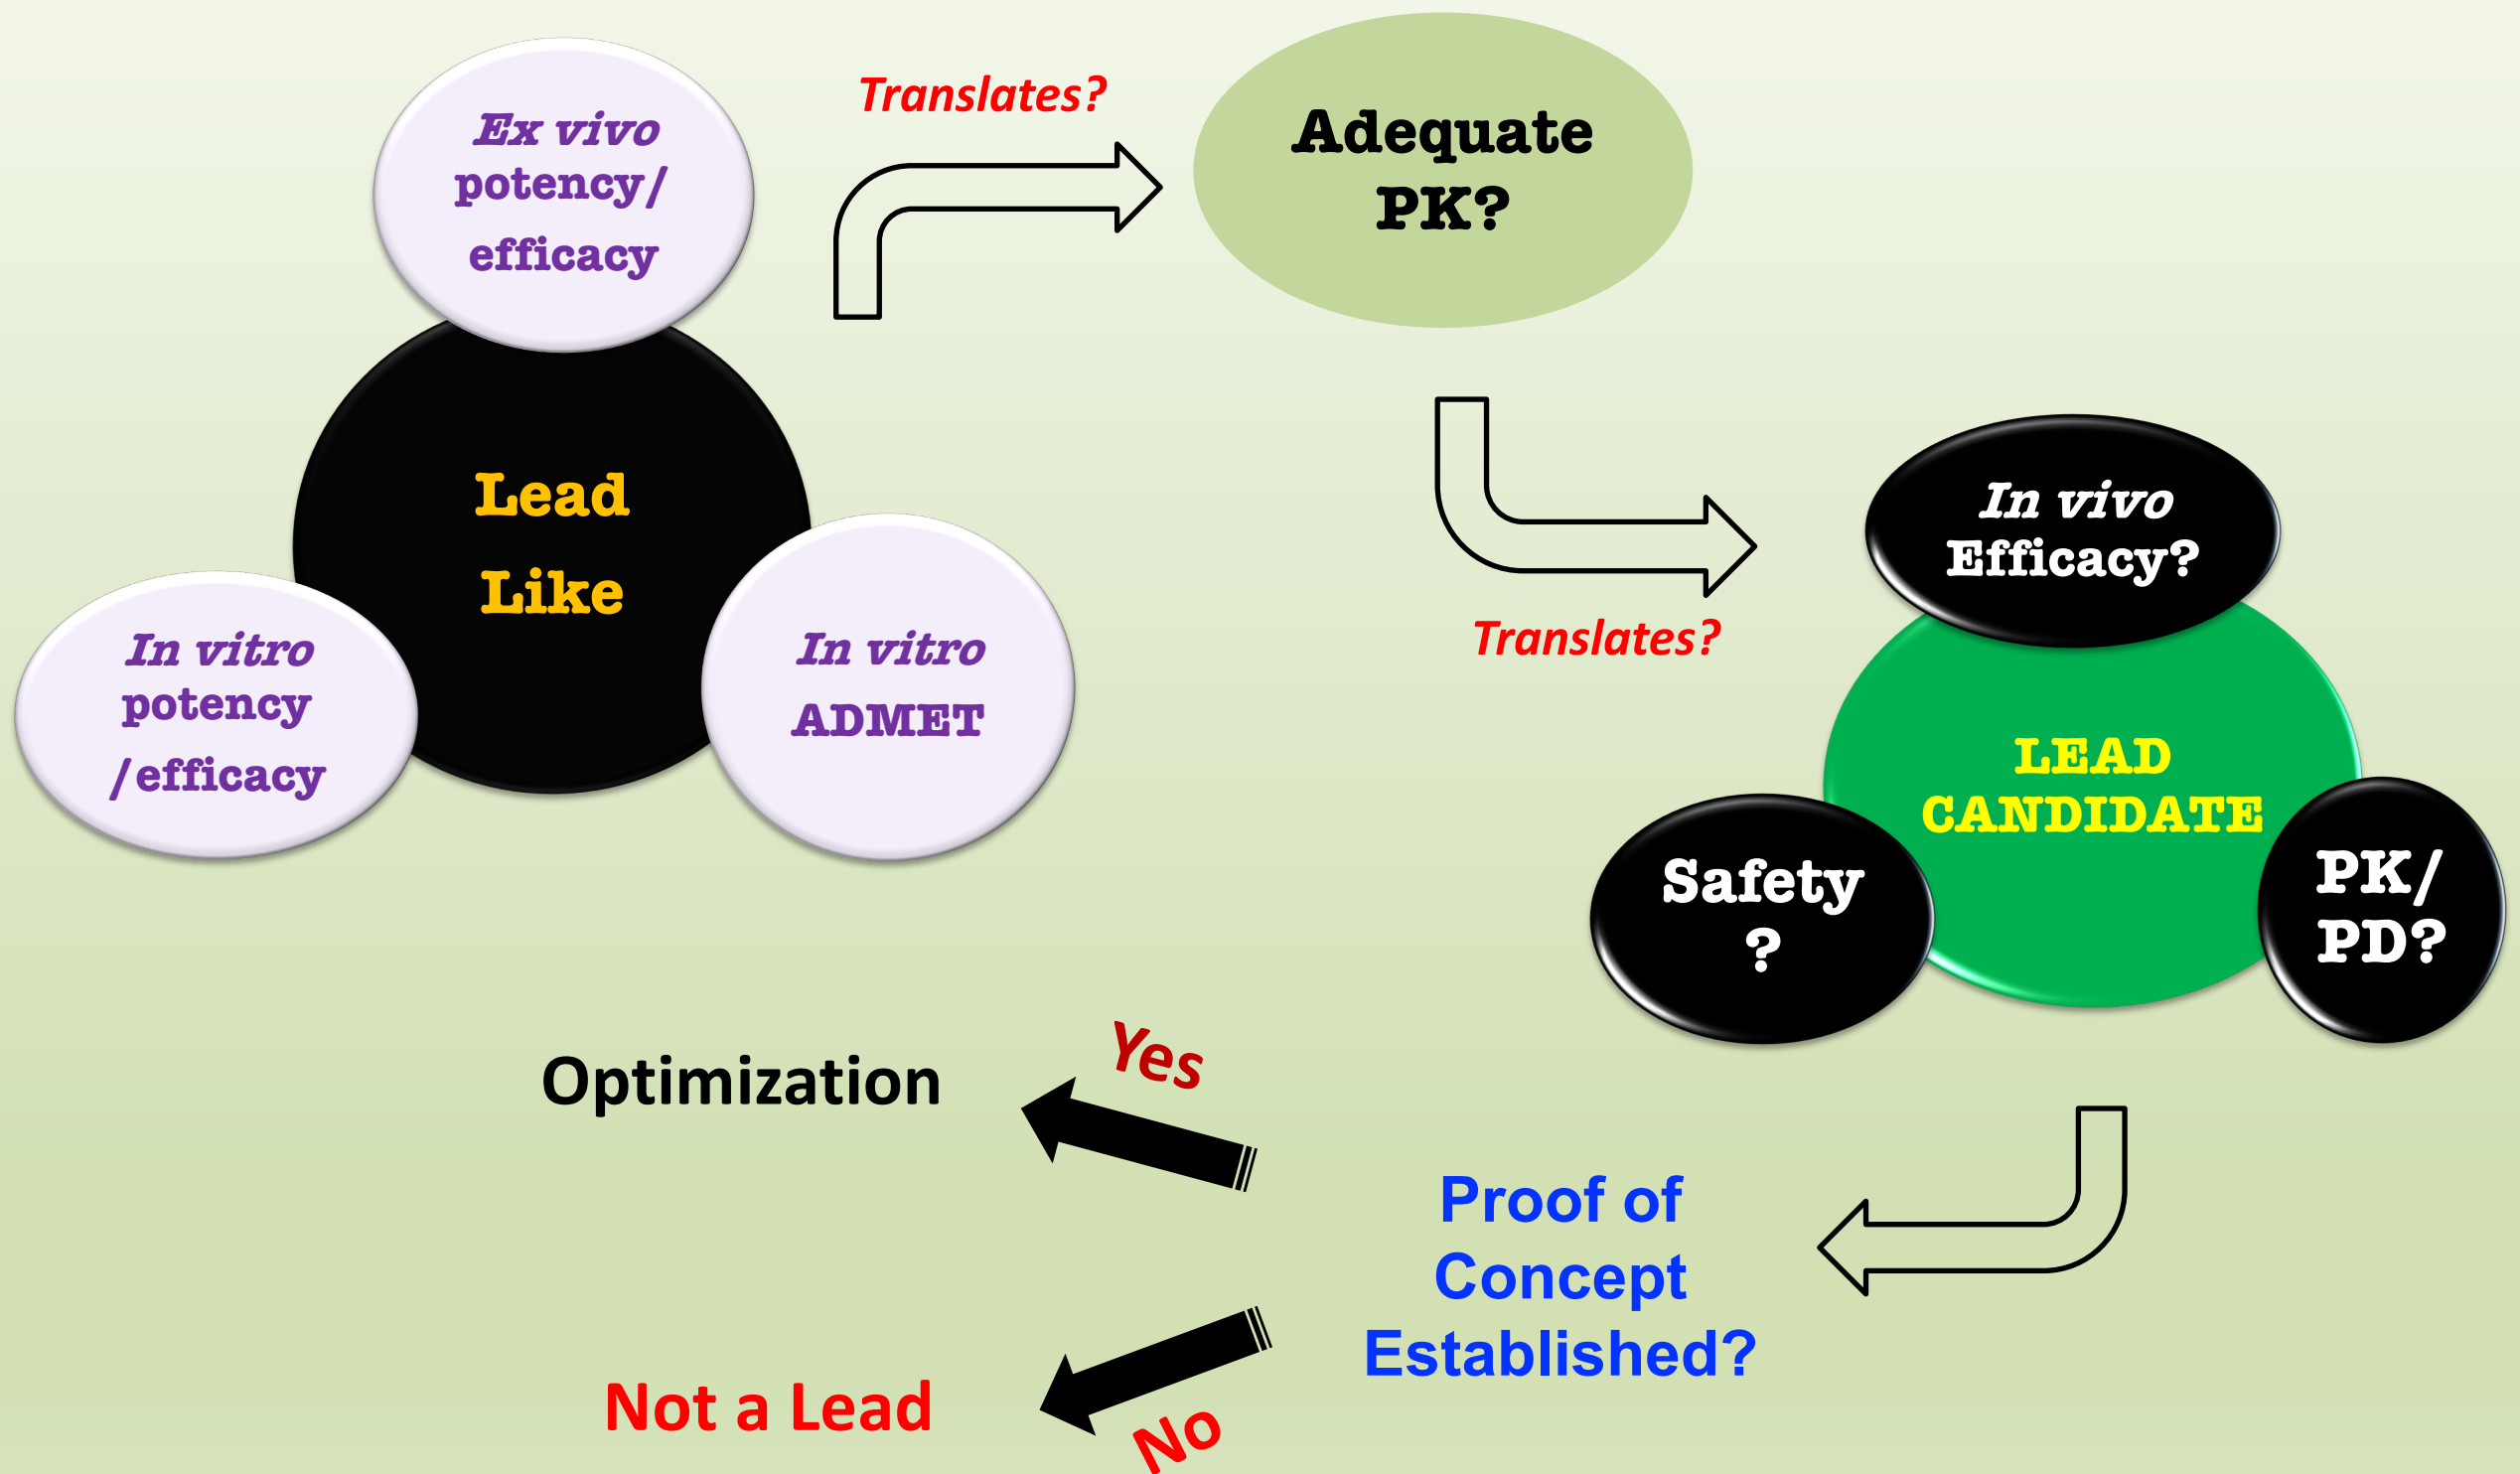 Ex vivo
potency/
efficacy
Translates?
Adequate
PK?
Lead
Like
In vitro
potency
/efficacy
In vitro
ADMET
Translates?
In vivo
Efficacy?
LEAD
CANDIDATE
Safety
?
PK/
PD?
Proof of
Concept
Established?
Yes
Optimization
No
Not a Lead